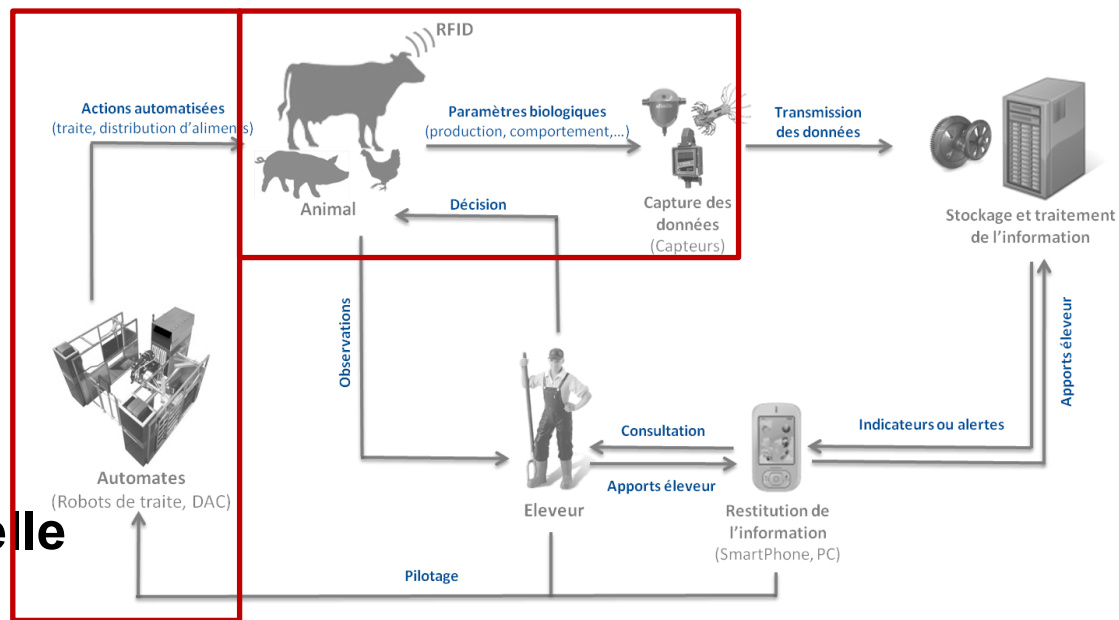 RFID
Actions automatisées
(traite, distribution d'aliments)
Paramètres biologiques
(production, comportement,...)
Transmission
des données
Animal
Décision
Capture des
données
(Capteurs)
Stockage et traitement
de l'information
Observations
Apports éleveur
Consultation
Indicateurs ou alertes
Apports éleveur
Automates
(Robots de traite, DAC)
Eleveur
Restitution de
l'information
(SmartPhone, PC)
elle
Pilotage